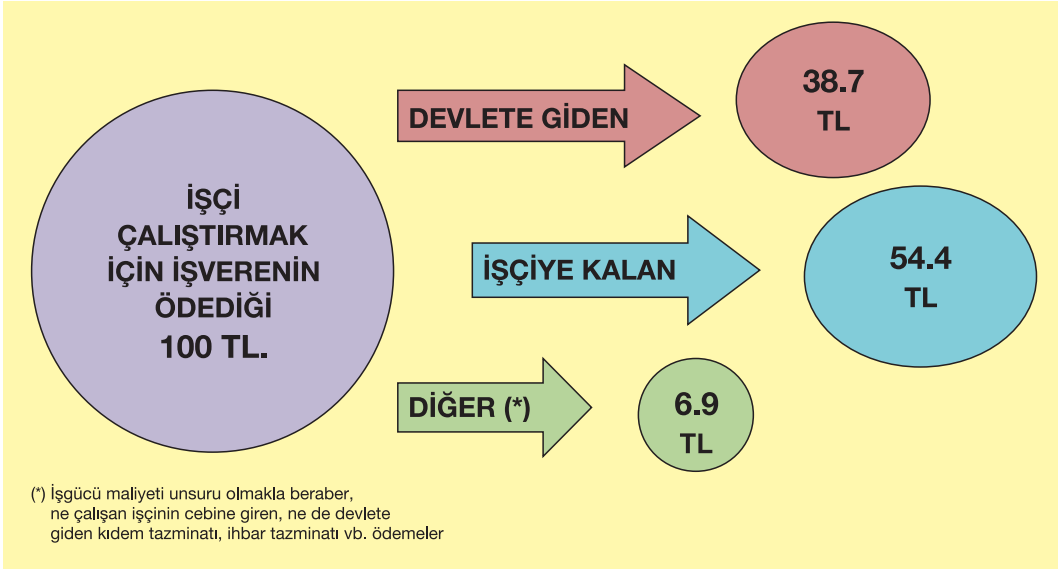 İŞÇİ
ÇALIŞTIRMAK
İÇİN İŞVERENİN
ÖDEDİĞİ
100 TL.
DEVLETE GİDEN
38.7
TL
İŞÇİYE KALAN
54.4
TL
DİĞER (*)
6.9
TL
(*) İşgücü maliyeti unsuru olmakla beraber,
ne çalışan işçinin cebine giren, ne de devlete
giden kıdem tazminatı, ihbar tazminatı vb. ödemeler